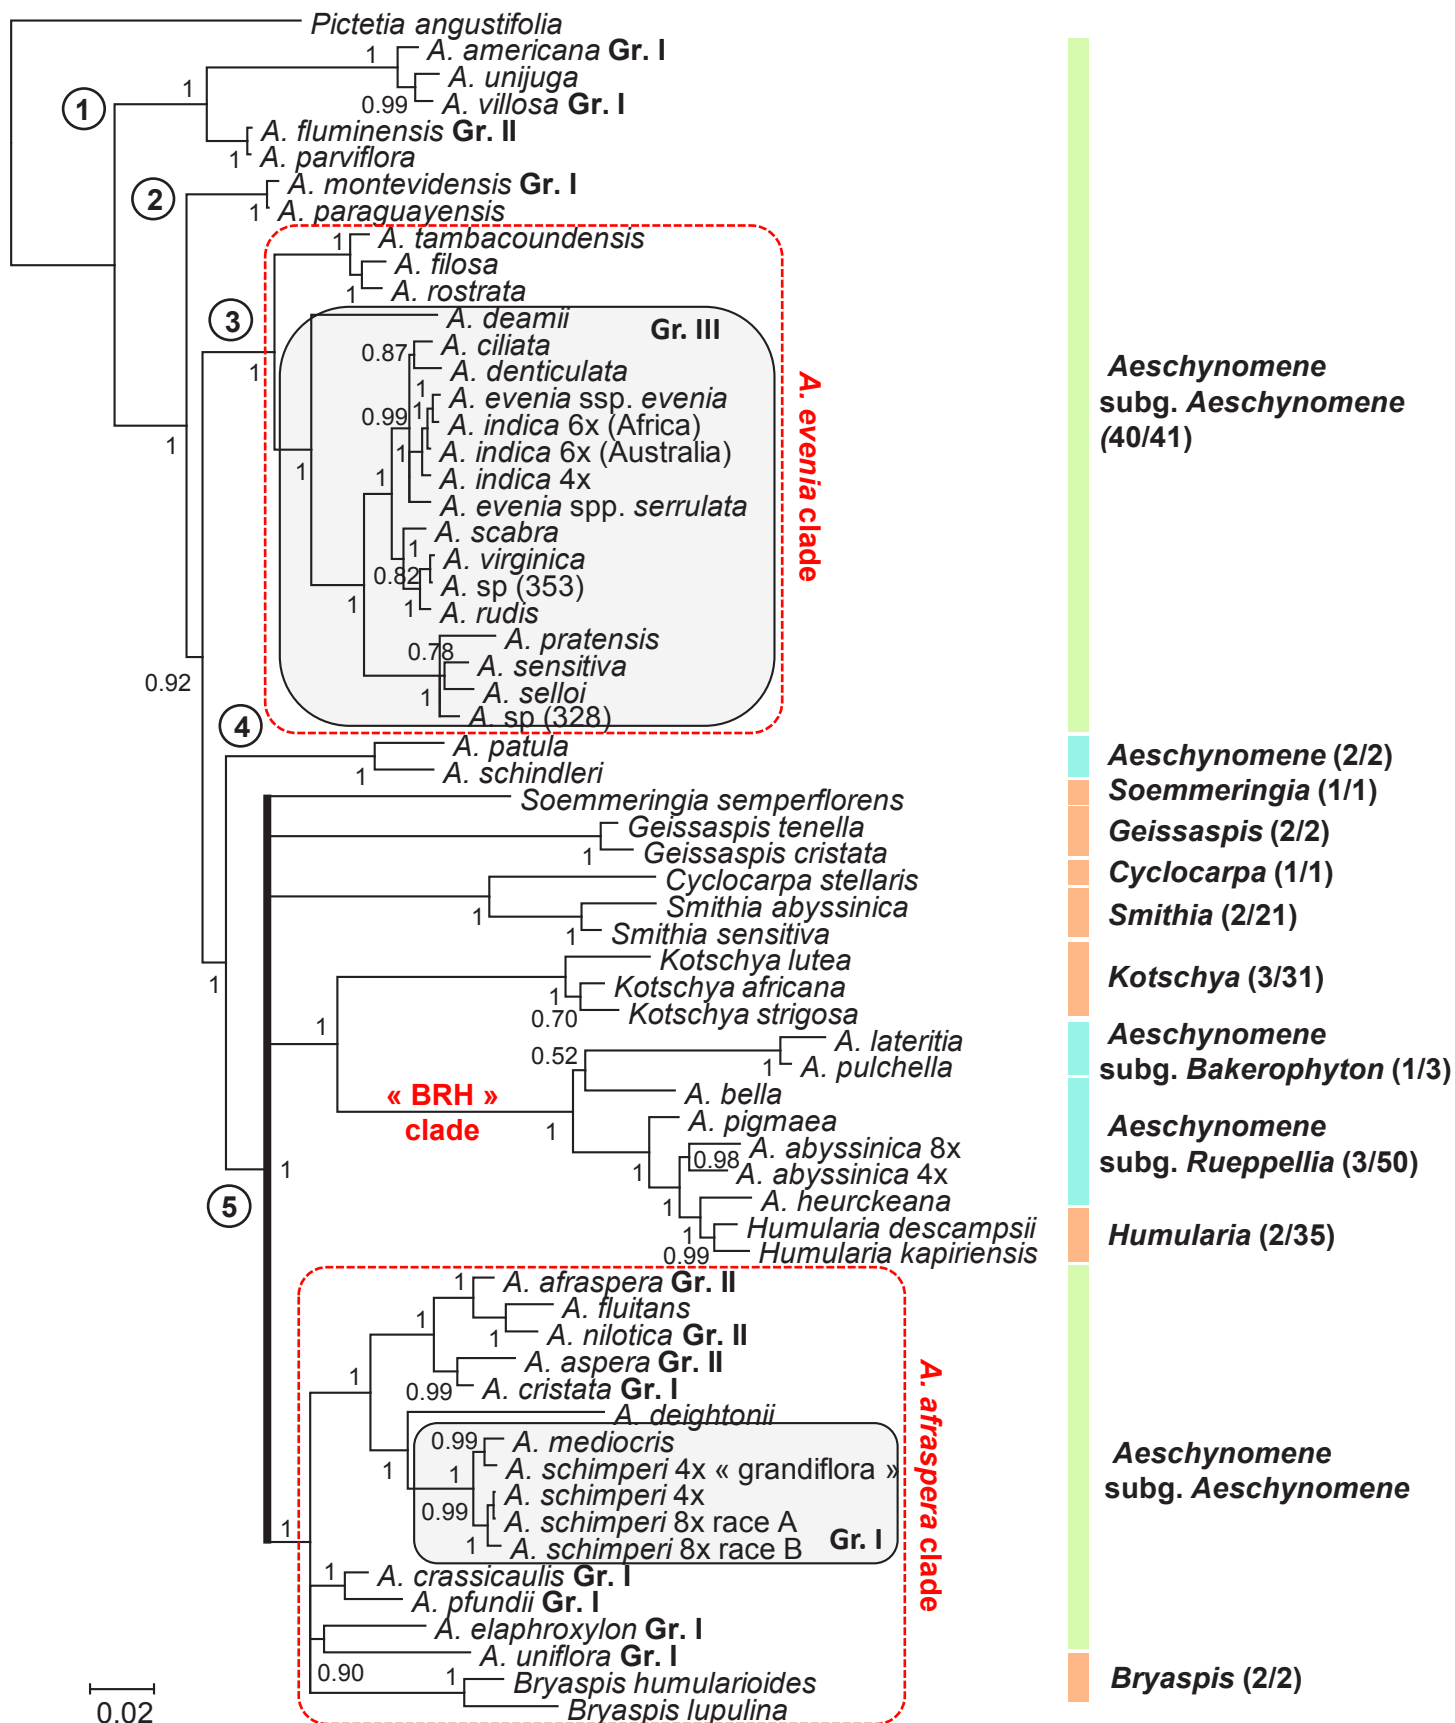 Pictetia angustifolia
1
A. americana Gr. I
1
A. unijuga
0.99
A. villosa Gr. I
1
A. fluminensis Gr. II
1
A. parviflora
2
A. montevidensis Gr. I
1
A. paraguayensis
1
A. tambacoundensis
A. filosa
1
A. rostrata
3
1
A. deamii
Gr. III
0.87
A. ciliata
A. denticulata
1
A. evenia ssp. evenia
0.99
1
A. indica 6x (Africa)
1
A. indica 6x (Australia)
1
1
A. indica 4x
A. evenia spp. serrulata
A. scabra
1
A. virginica
0.82
A. sp (353)
1
1
A. rudis
A. pratensis
0.78
A. sensitiva
1
A. selloi
A. sp (328)
A. evenia clade
1
0.92
4
A. patula
1
A. schindleri
Soemmeringia semperflorens
Geissaspis tenella
1
Geissaspis cristata
Cyclocarpa stellaris
1
Smithia abyssinica
1
Smithia sensitiva
1
Kotschya lutea
1
Kotschya africana
0.70
Kotschya strigosa
1
A. lateritia
0.52
1
A. pulchella
« BRH »
clade
A. bella
1
A. pigmaea
A. abyssinica 8x
0.98
A. abyssinica 4x
1
A. heurckeana
1
Humularia descampsii
1
0.99
Humularia kapiriensis
5
1
1
A. afraspera Gr. II
1
A. fluitans
1
A. nilotica Gr. II
A. aspera Gr. II
1
0.99
A. cristata Gr. I
A. deightonii
0.99
A. mediocris
1
1
A. schimperi 4x « grandiflora »
0.99
A. schimperi 4x
A. schimperi 8x race A
1
A. schimperi 8x race B
Gr. I
1
1
A. crassicaulis Gr. I
A. pfundii Gr. I
A. elaphroxylon Gr. I
A. uniflora Gr. I
0.90
1
Bryaspis humularioides
Bryaspis lupulina
A. afraspera clade
0.02
Aeschynomene
subg. Aeschynomene
(40/41)
Aeschynomene (2/2)
Soemmeringia (1/1)
Geissaspis (2/2)
Cyclocarpa (1/1)
Smithia (2/21)
Kotschya (3/31)
Aeschynomene
subg. Bakerophyton (1/3)
Aeschynomene
subg. Rueppellia (3/50)
Humularia (2/35)
Aeschynomene
subg. Aeschynomene
Bryaspis (2/2)